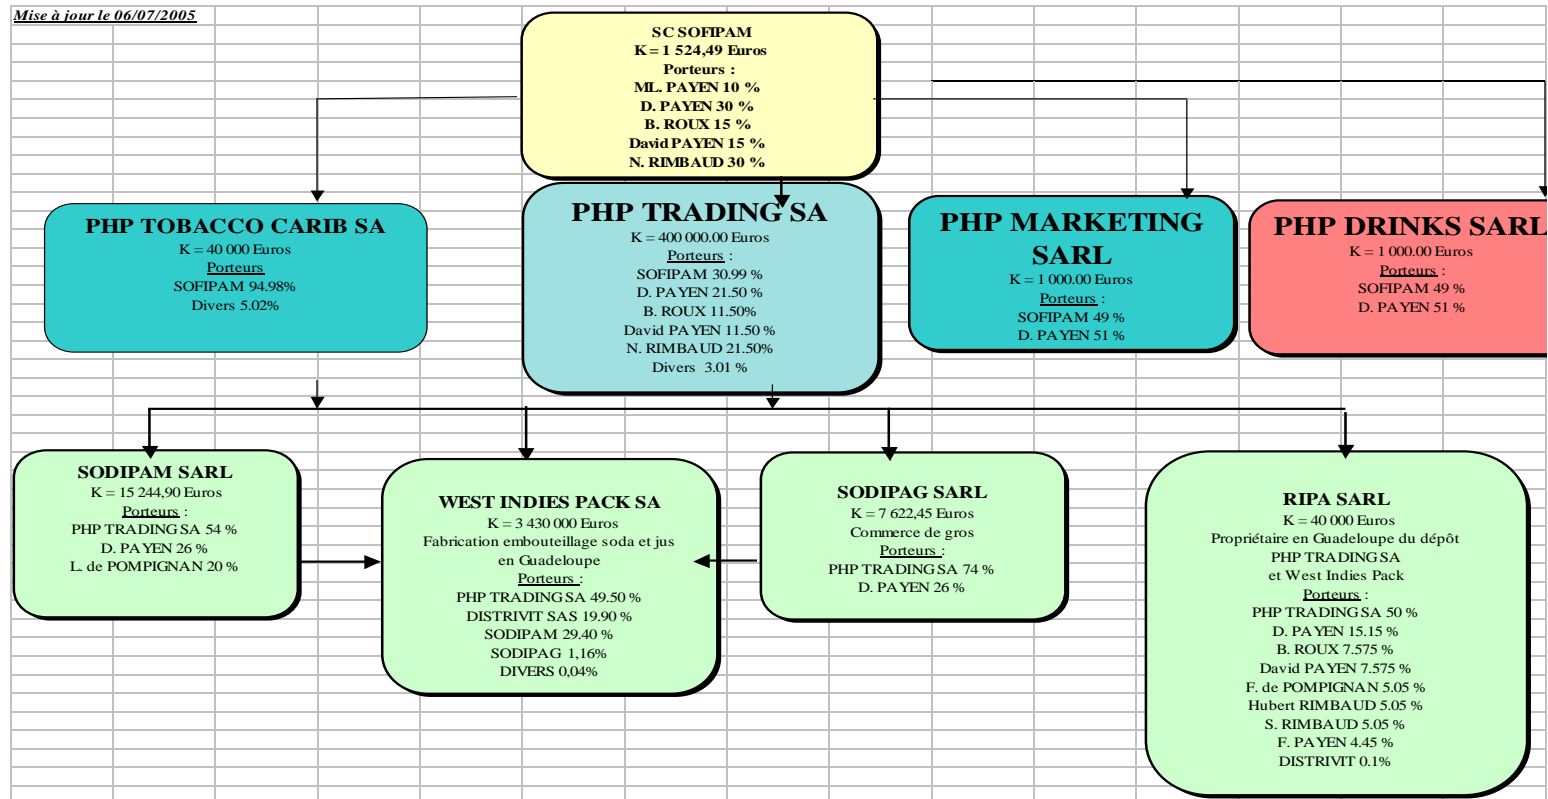 Mise à jour le 06/07/2005
SC SOFIPAM
K = 1 524,49 Euros
Porteurs :
ML. PAYEN 10 %
D. PAYEN 30 %
B. ROUX 15 %
David PAYEN 15 %
N. RIMBAUD 30 %
PHP TOBACCO CARIB SA
K = 40 000 Euros
Porteurs
SOFIPAM 94.98%
Divers 5.02%
PHP TRADING SA
K = 400 000.00 Euros
Porteurs :
SOFIPAM 30.99 %
D. PAYEN 21.50 %
B. ROUX 11.50%
David PAYEN 11.50 %
N. RIMBAUD 21.50%
Divers 3.01 %
PHP MARKETING
SARL
K = 1 000.00 Euros
Porteurs :
SOFIPAM 49 %
D. PAYEN 51 %
PHP DRINKS SARL
K = 1 000.00 Euros
Porteurs :
SOFIPAM 49 %
D. PAYEN 51 %
SODIPAM SARL
K = 15 244,90 Euros
Porteurs :
PHP TRADING SA 54 %
D. PAYEN 26 %
L. de POMPIGNAN 20 %
WEST INDIES PACK SA
K = 3 430 000 Euros
Fabrication embouteillage soda et jus
en Guadeloupe
Porteurs :
PHP TRADING SA 49.50 %
DISTRIVIT SAS 19.90 %
SODIPAM 29.40 %
SODIPAG 1,16%
DIVERS 0,04%
SODIPAG SARL
K = 7 622,45 Euros
Commerce de gros
Porteurs :
PHP TRADING SA 74 %
D. PAYEN 26 %
RIPA SARL
K = 40 000 Euros
Propriétaire en Guadeloupe du dépôt
PHP TRADING SA
et West Indies Pack
Porteurs :
PHP TRADING SA 50 %
D. PAYEN 15.15 %
B. ROUX 7.575 %
David PAYEN 7.575 %
F. de POMPIGNAN 5.05 %
Hubert RIMBAUD 5.05 %
S. RIMBAUD 5.05 %
F. PAYEN 4.45 %
DISTRIVIT 0.1%